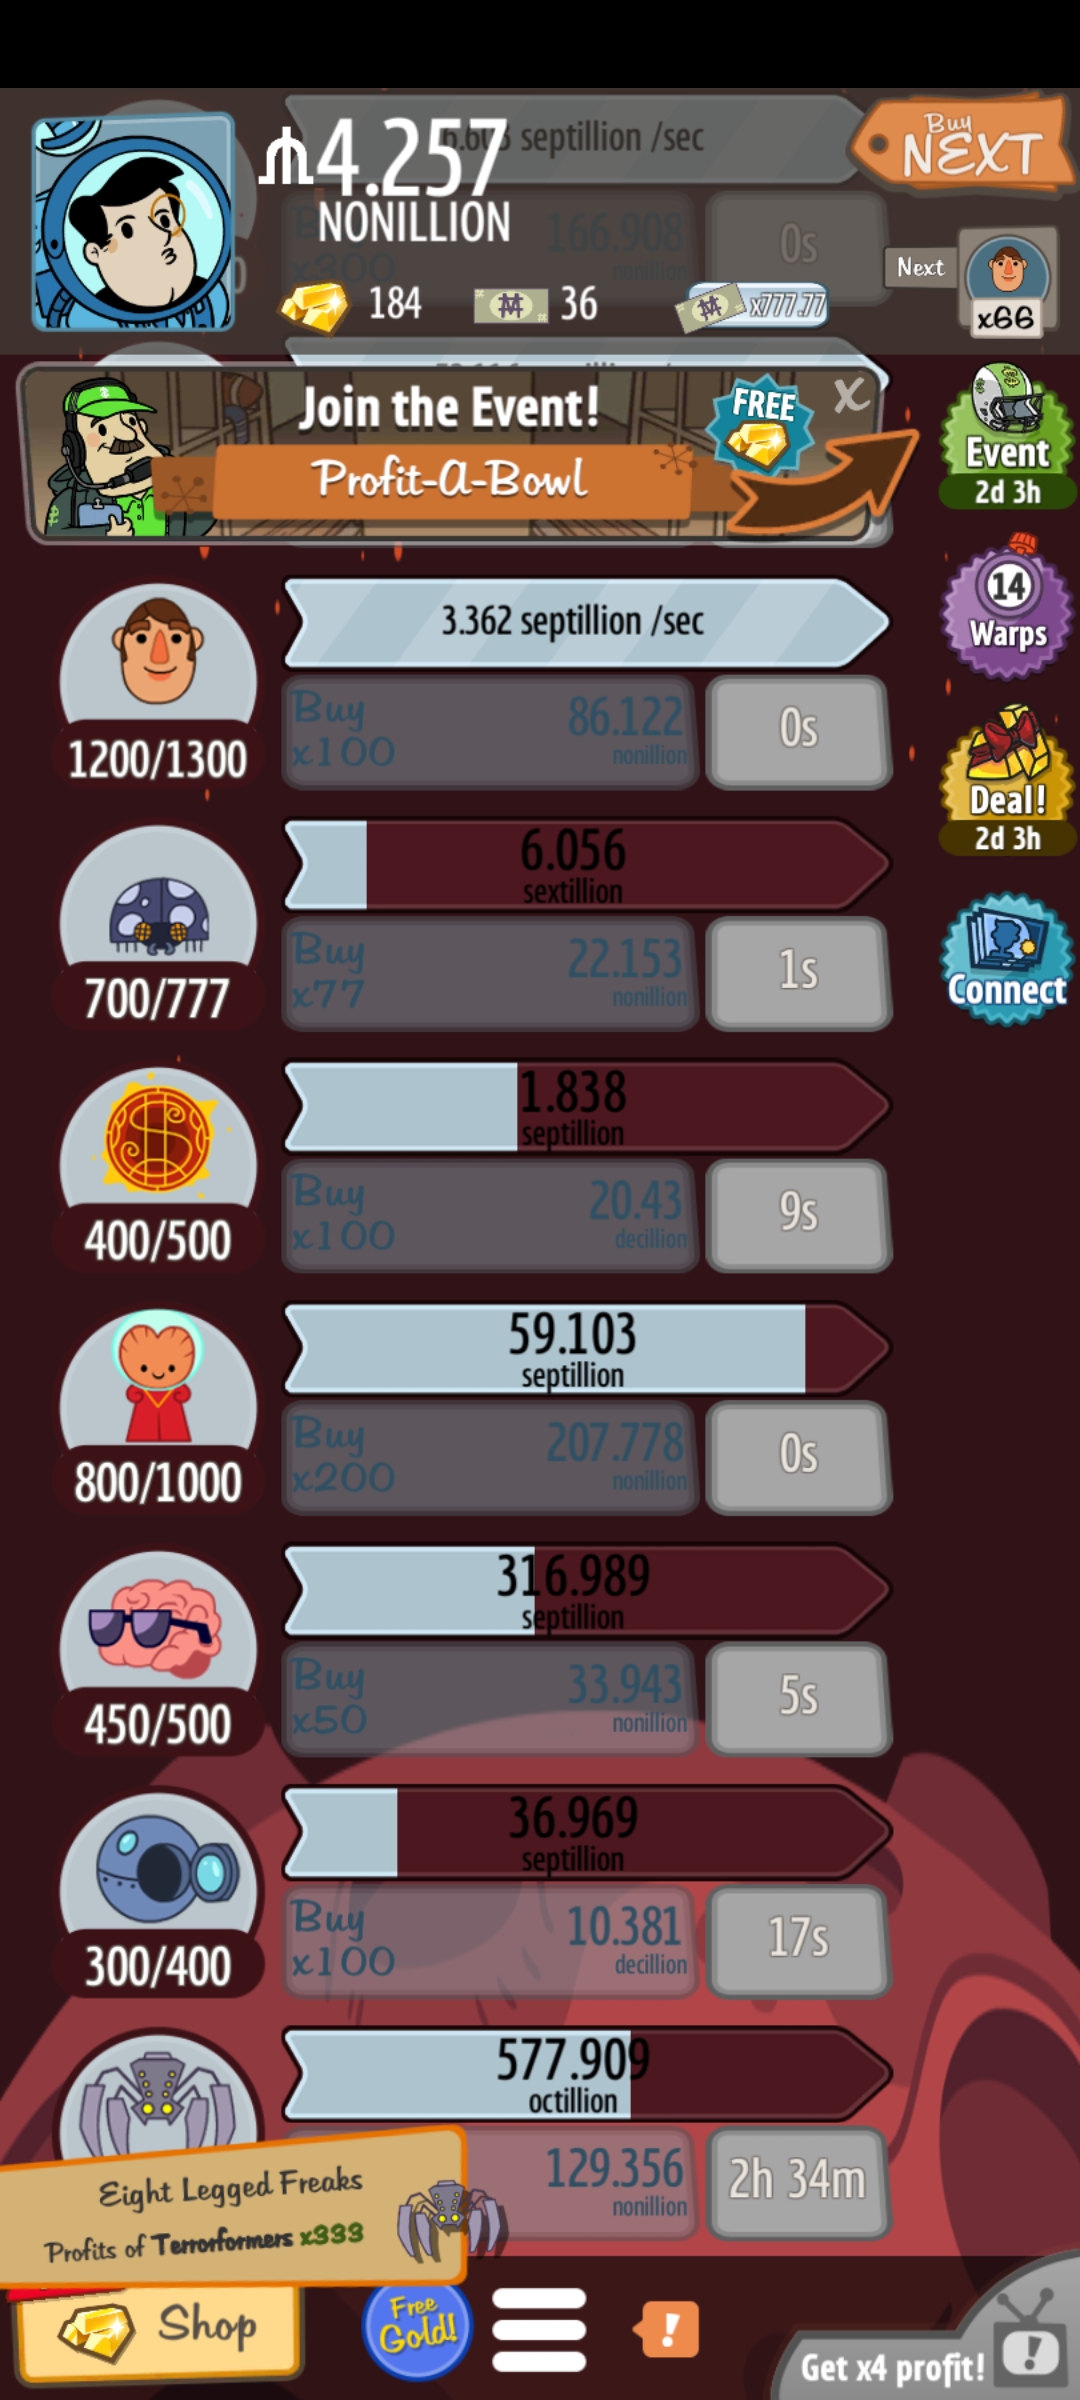 4.257
NONILLION
septillion /sec
Buy
NEXT
166.908
nonillion
x300
0s
184
36
x777.77
Next
x66
Join the Event!
Profit-A-Bowl
FREE
X
Event
2d 3h
3.362 septillion /sec
1200/1300
Buy
x100
86.122
nonillion
0s
14
Warps
Deal!
2d 3h
6.056
sextillion
700/777
Buy
x77
22.153
nonillion
1s
Connect
1.838
septillion
400/500
Buy
x100
20.43
decillion
9s
59.103
septillion
800/1000
Buy
x200
207.778
nonillion
0s
316.989
septillion
450/500
Buy
x50
33.943
nonillion
5s
36.969
septillion
300/400
Buy
x100
10.381
decillion
17s
577.909
octillion
129.356
nonillion
2h 34m
Eight Legged Freaks
Profits of Terrorformers x333
Shop
Free
Gold!
!
Get x4 profit!
!